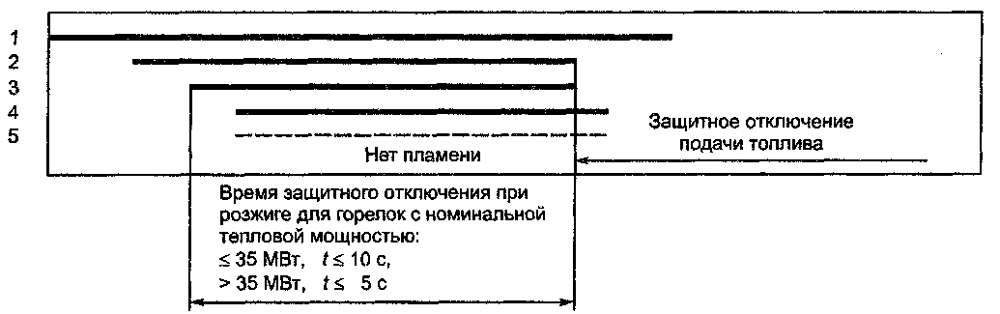 1
2
3
4
5
Защитное отключение
подачи топлива
Нет пламени
Время защитного отключения при
розжиге для горелок с номинальной
тепловой мощностью:
≤ 35 МВт, t ≤ 10 с,
> 35 МВт, t ≤ 5 с